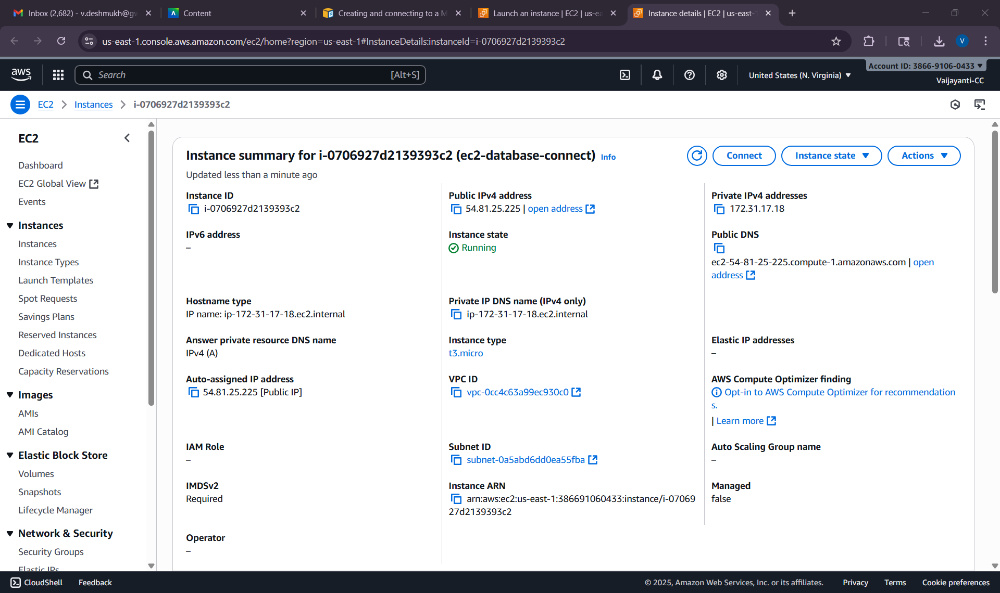 Inbox (2,682) - v.deshmukh@gw
Content
Creating and connecting to a M
Launch an instance | EC2 | us-ea
Instance details | EC2 | us-east-1
us-east-1.console.aws.amazon.com/ec2/home?region=us-east-1#InstanceDetails:instanceId=i-0706927d2139393c2
V
aws
Search
[Alt+S]
United States (N. Virginia)
Account ID: 3866-9106-0433
Vaijayanti-CC
EC2
Instances
i-0706927d2139393c2
EC2
Dashboard
EC2 Global View
Events
Instances
Instances
Instance Types
Launch Templates
Spot Requests
Savings Plans
Reserved Instances
Dedicated Hosts
Capacity Reservations
Images
AMIs
AMI Catalog
Elastic Block Store
Volumes
Snapshots
Lifecycle Manager
Network & Security
Security Groups
Elastic IPs
Instance summary for i-0706927d2139393c2 (ec2-database-connect) Info
Updated less than a minute ago
Connect
Instance state
Actions
Instance ID
i-0706927d2139393c2
Public IPv4 address
54.81.25.225 | open address
Private IPv4 addresses
172.31.17.18
IPv6 address
–
Instance state
Running
Public DNS
ec2-54-81-25-225.compute-1.amazonaws.com | open
address
Hostname type
IP name: ip-172-31-17-18.ec2.internal
Private IP DNS name (IPv4 only)
ip-172-31-17-18.ec2.internal
Answer private resource DNS name
IPv4 (A)
Instance type
t3.micro
Elastic IP addresses
–
Auto-assigned IP address
54.81.25.225 [Public IP]
VPC ID
vpc-0cc4c63a99ec930c0
AWS Compute Optimizer finding
Opt-in to AWS Compute Optimizer for recommendation
s.
| Learn more
IAM Role
–
Subnet ID
subnet-0a5abd6dd0ea55fba
Auto Scaling Group name
–
IMDSv2
Required
Instance ARN
arn:aws:ec2:us-east-1:386691060433:instance/i-07069
27d2139393c2
Managed
false
Operator
–
CloudShell
Feedback
© 2025, Amazon Web Services, Inc. or its affiliates.
Privacy
Terms
Cookie preferences